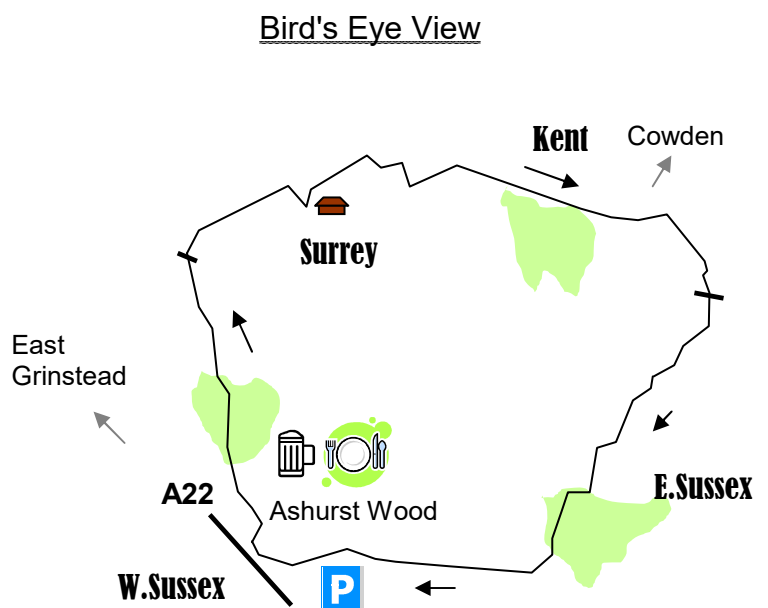 Bird's Eye View
Kent
Cowden
Surrey
East
Grinstead
A22
Ashurst Wood
E.Sussex
W.Sussex
P